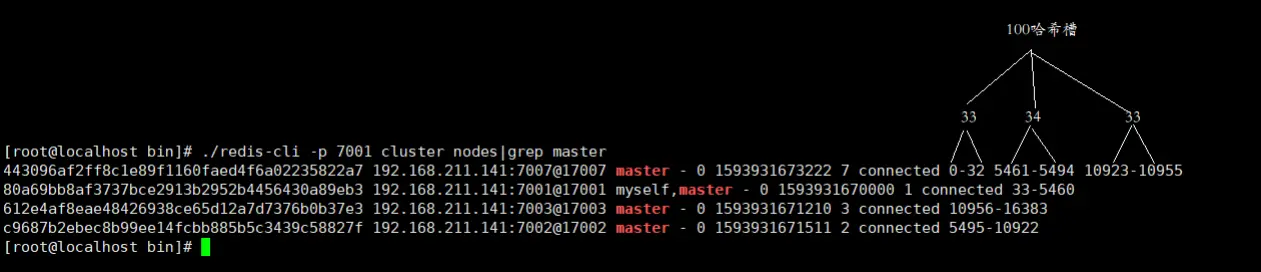 100哈希槽
33 34 33
[root@localhost bin]# ./redis-cli -p 7001 cluster nodes|grep master
443096af2ff8c1e89f1160faed4f6a02235822a7 192.168.211.141:7007@17007 master - 0 1593931673222 7 connected 0-32 5461-5494 10923-10955
80a69bb8af3737bce2913b2952b4456430a89eb3 192.168.211.141:7001@17001 myself,master - 0 1593931670000 1 connected 33-5460
612e4af8eae48426938ce65d12a7d7376b0b37e3 192.168.211.141:7003@17003 master - 0 1593931671210 3 connected 10956-16383
c9687b2ebec8b99ee14fcbb885b5c3439c58827f 192.168.211.141:7002@17002 master - 0 1593931671511 2 connected 5495-10922
[root@localhost bin]#